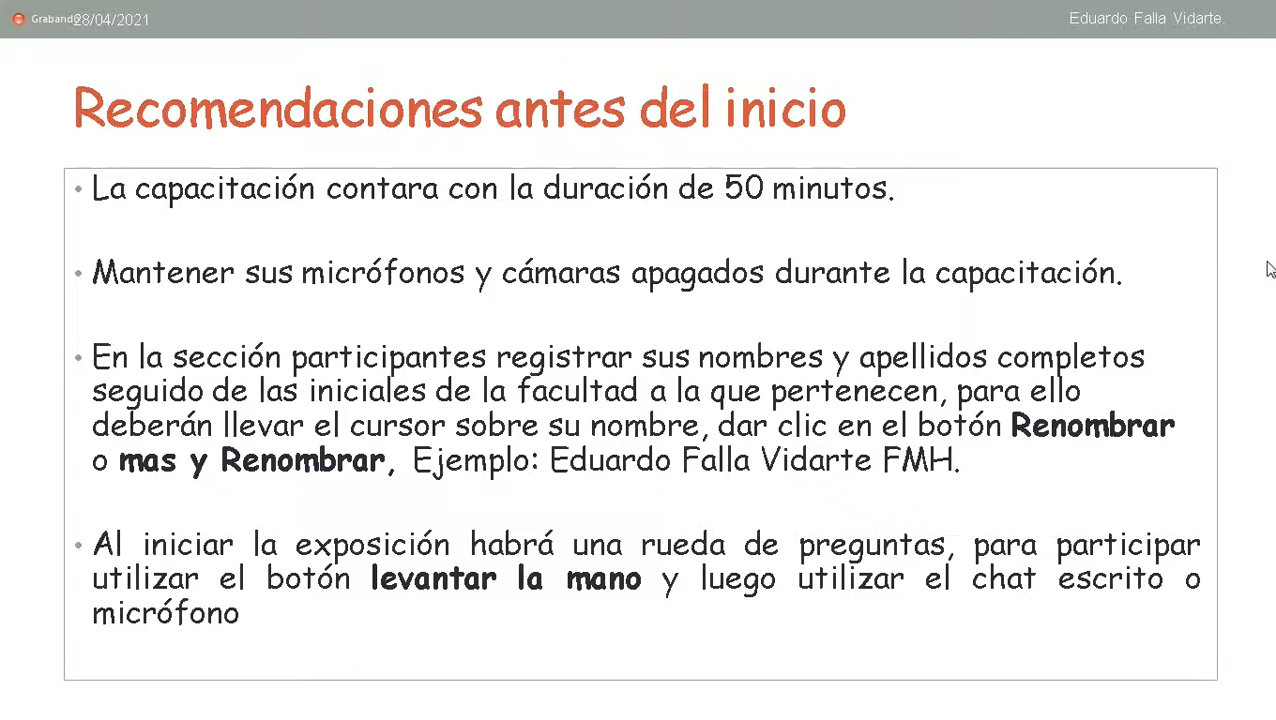 Grabando
28/04/2021
Eduardo Falla Vidarte.
Recomendaciones antes del inicio
• La capacitación contara con la duración de 50 minutos.
• Mantener sus micrófonos y cámaras apagados durante la capacitación.
• En la sección participantes registrar sus nombres y apellidos completos
seguido de las iniciales de la facultad a la que pertenecen, para ello
deberán llevar el cursor sobre su nombre, dar clic en el botón Renombrar
o mas y Renombrar, Ejemplo: Eduardo Falla Vidarte FMH.
• Al iniciar la exposición habrá una rueda de preguntas, para participar
utilizar el botón levantar la mano y luego utilizar el chat escrito o
micrófono